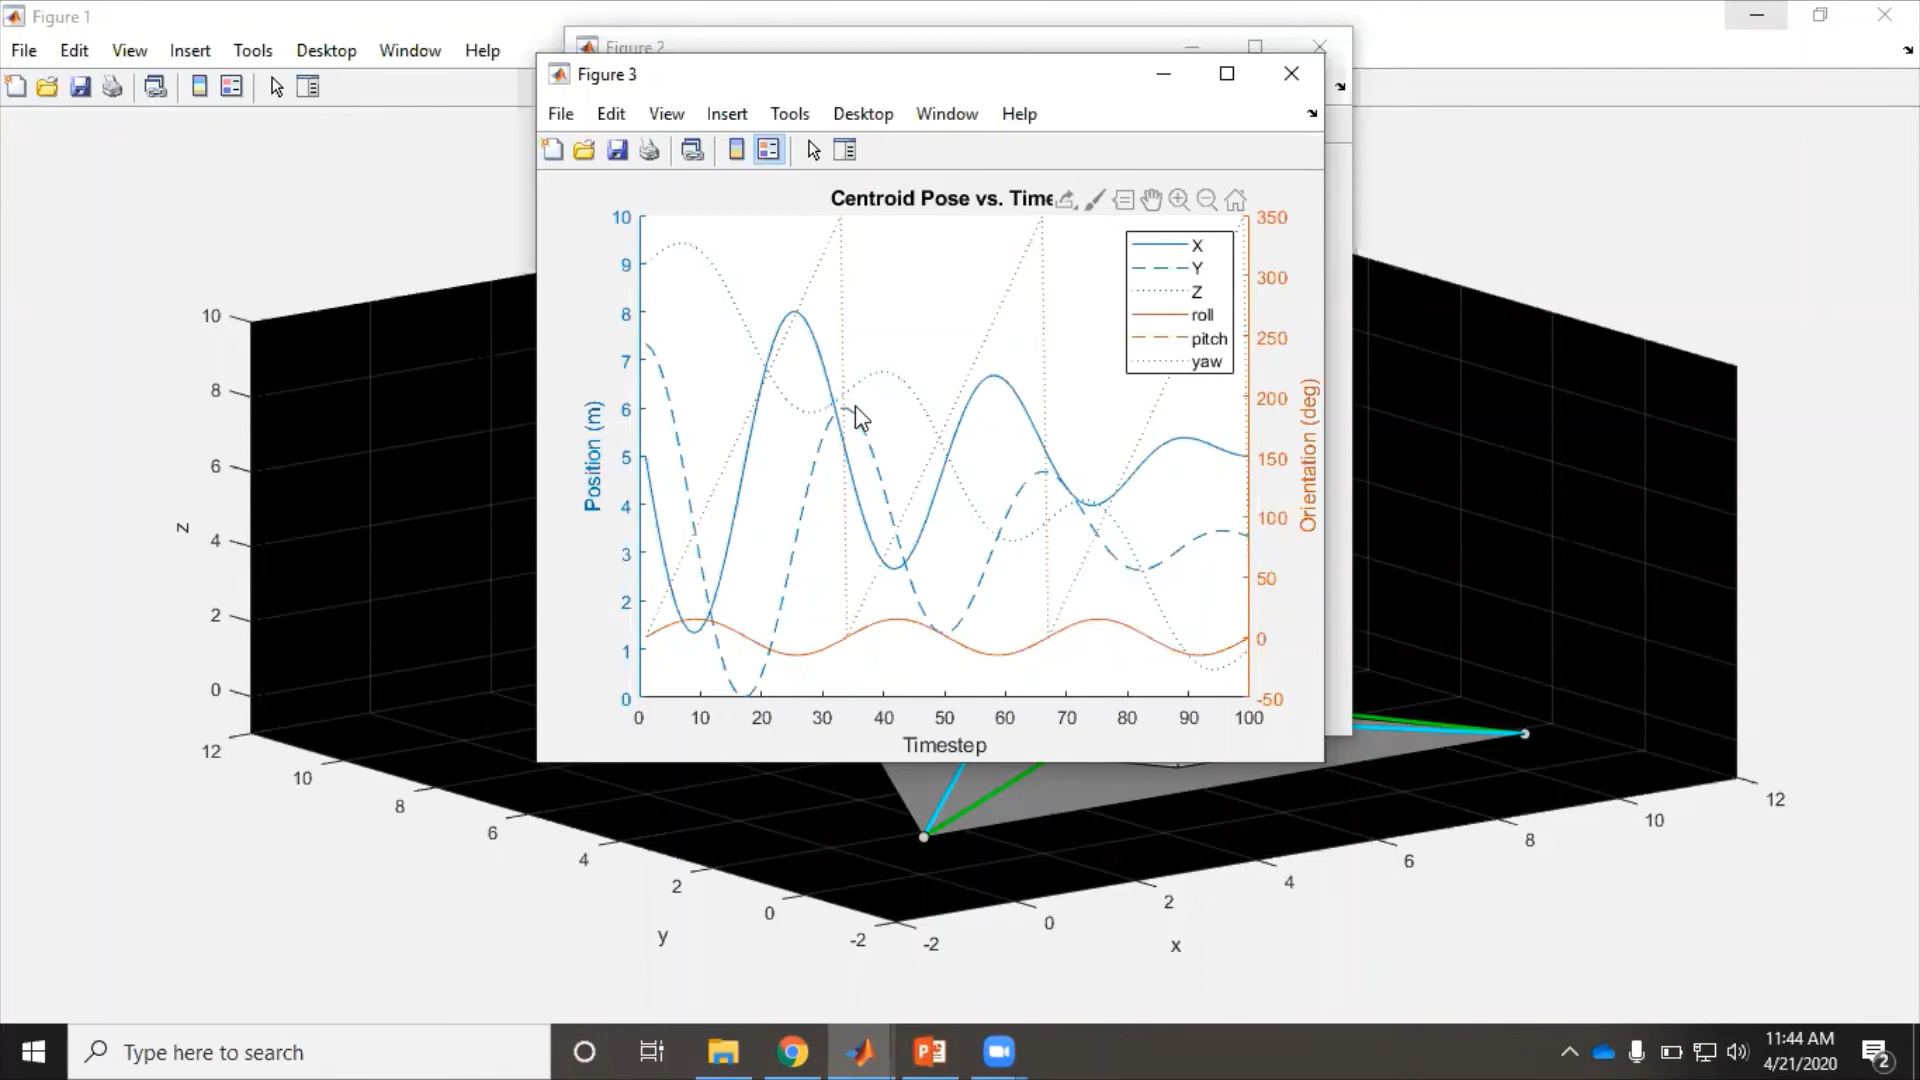 Figure 1
File Edit View Insert Tools Desktop Window Help
Figure 2
Figure 3
File Edit View Insert Tools Desktop Window Help
Centroid Pose vs. Time
10
9
8
7
6
5
4
3
2
1
0
Position (m)
350
300
250
200
150
100
50
0
-50
Orientation (deg)
X
Y
Z
roll
pitch
yaw
0 10 20 30 40 50 60 70 80 90 100
Timestep
10
8
6
4
2
0
z
12
10
8
6
4
2
0
-2
y
-2
0
2
4
6
8
10
12
x
Type here to search
11:44 AM
4/21/2020
2